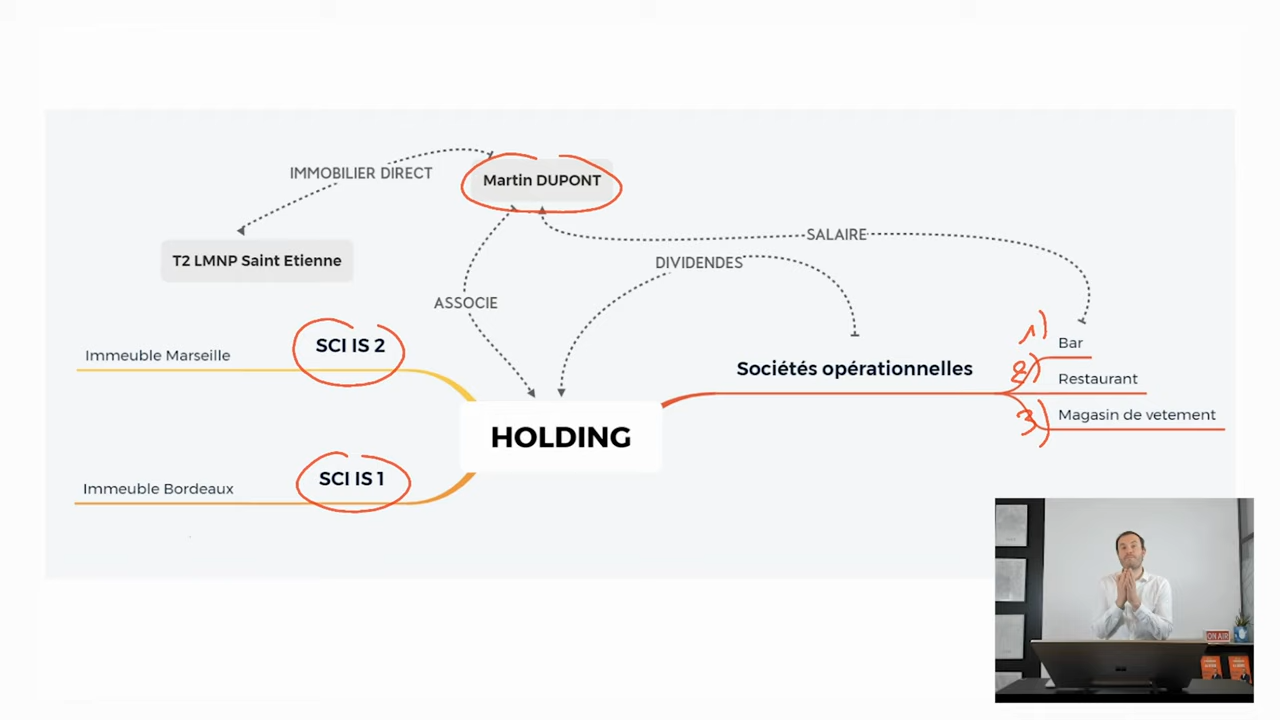 IMMOBILIER DIRECT
Martin DUPONT
T2 LMNP Saint Etienne
SALAIRE
DIVIDENDES
ASSOCIE
SCI IS 2
Immeuble Marseille
Sociétés opérationnelles
1) Bar
2) Restaurant
3) Magasin de vetement
HOLDING
SCI IS 1
Immeuble Bordeaux
ON AIR